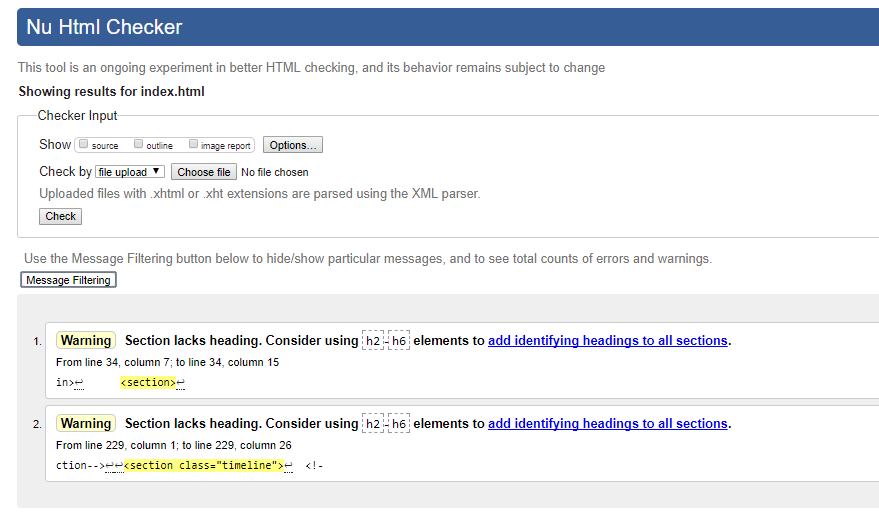 Nu Html Checker
This tool is an ongoing experiment in better HTML checking, and its behavior remains subject to change
Showing results for index.html
Checker Input
Show source outline image report Options...
Check by file upload ▼ Choose file No file chosen
Uploaded files with .xhtml or .xht extensions are parsed using the XML parser.
Check
Use the Message Filtering button below to hide/show particular messages, and to see total counts of errors and warnings.
Message Filtering
1. Warning Section lacks heading. Consider using h2-h6 elements to add identifying headings to all sections.
From line 34, column 7; to line 34, column 15
in>↩ <section>↩
2. Warning Section lacks heading. Consider using h2-h6 elements to add identifying headings to all sections.
From line 229, column 1; to line 229, column 26
ction-->↩↩<section class="timeline">↩ <!-